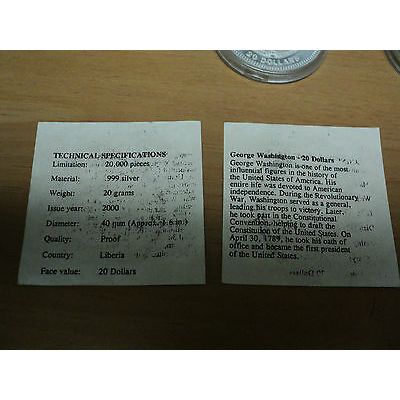 20 DOLLARS
TECHNICAL SPECIFICATIONS
Limitation: 20,000 pieces
Material: .999 silver
Weight: 20 grams
Issue year: 2000
Diameter: 40 mm (Approx.
Quality: Proof
Country: Liberia
Face value: 20 Dollars
George Washington - 20 Dollars
George Washington is one of the most
influential figures in the history of
the United States of America. His
entire life was devoted to American
independence. During the Revolutionary
War, Washington served as a general,
leading his troops to victory. Later,
he took part in the Constitutional
Convention, helping to draft the
Constitution of the United States. On
April 30, 1789, he took his oath of
office and became the first president
of the United States.